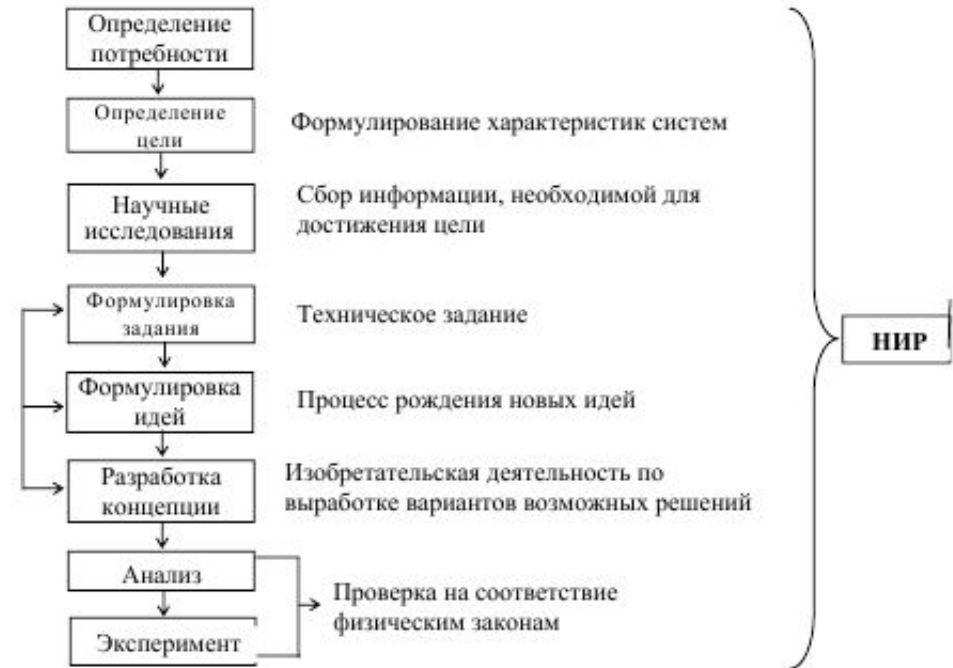 Определение
потребности
Определение
цели
Формулирование характеристик систем
Научные
исследования
Сбор информации, необходимой для
достижения цели
Формулировка
задания
Техническое задание
НИР
Формулировка
идей
Процесс рождения новых идей
Разработка
концепции
Изобретательская деятельность по
выработке вариантов возможных решений
Анализ
Эксперимент
Проверка на соответствие
физическим законам